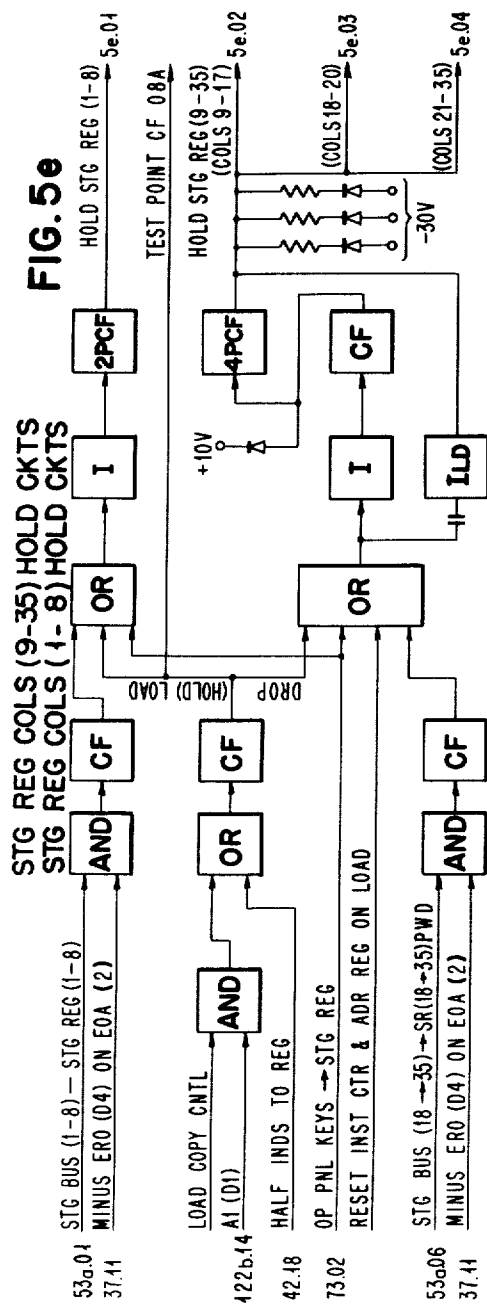 FIG. 5e
STG REG COLS (9-35) HOLD CKTS
STG REG COLS (1-8) HOLD CKTS
53a.01
STG BUS (1-8) — STG REG (1-8)
37.11
MINUS ERO (D4) ON EOA (2)
AND
CF
OR
I
2PCF
HOLD STG REG (1-8)
5e.01
TEST POINT CF 08A
LOAD COPY CNTL
122b.14
A1 (D1)
AND
42.18
HALF INDS TO REG
OR
CF
DROP
(HOLD) LOAD
+10V
4PCF
HOLD STG REG (9-35)
(COLS 9-17)
5e.02
73.02
OP PNL KEYS → STG REG
RESET INST CTR & ADR REG ON LOAD
OR
I
CF
ILD
-30V
(COLS 18-20)
5e.03
(COLS 21-35)
5e.04
53a.06
STG BUS (18→35)→SR(18→35)PWD
37.11
MINUS ERO (D4) ON EOA (2)
AND
CF